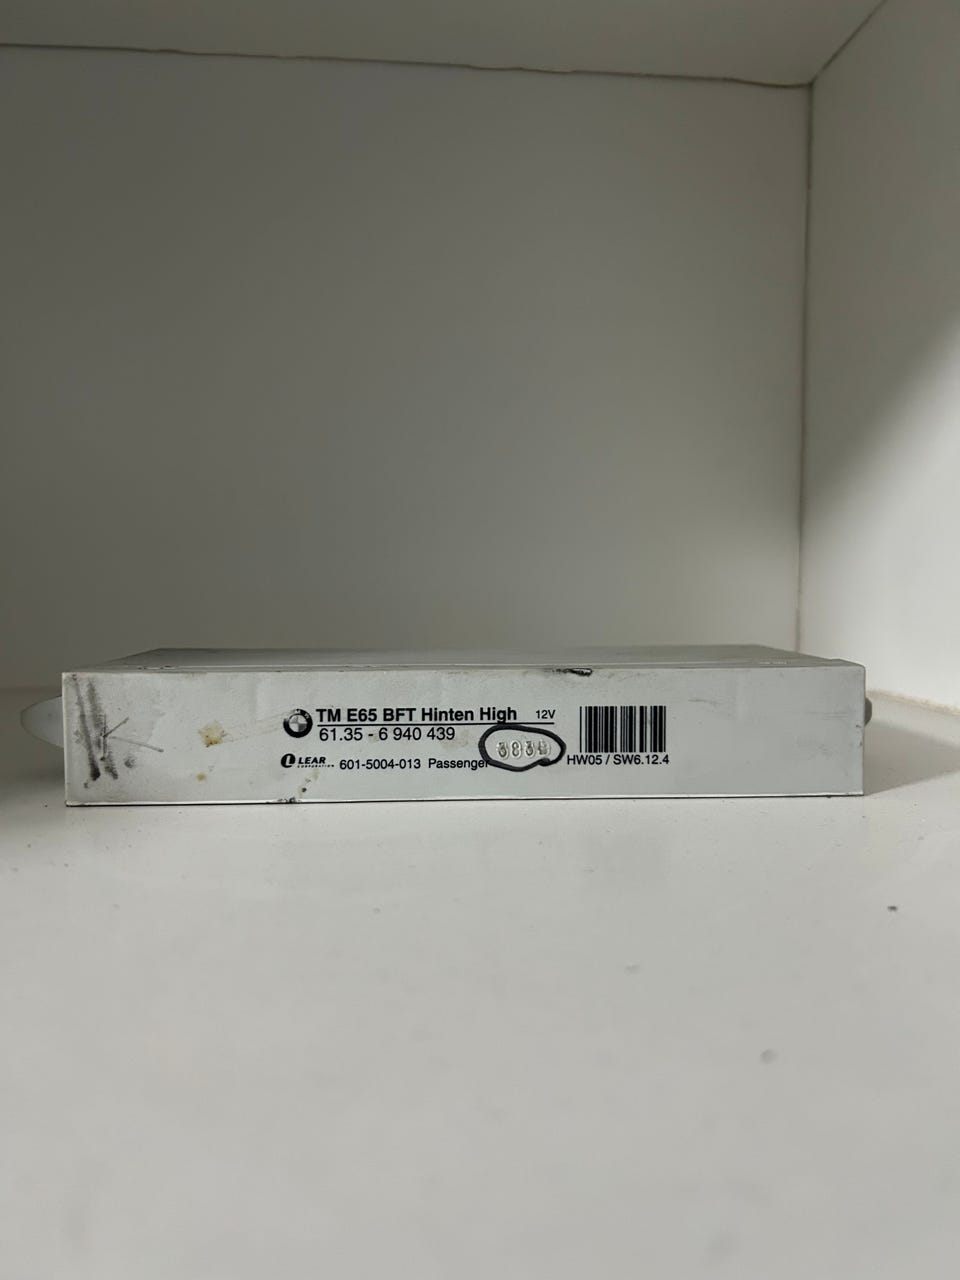 TM E65 BFT Hinten High 12V
61.35 - 6 940 439
LEAR CORPORATION 601-5004-013 Passenger
HW05 / SW6.12.4